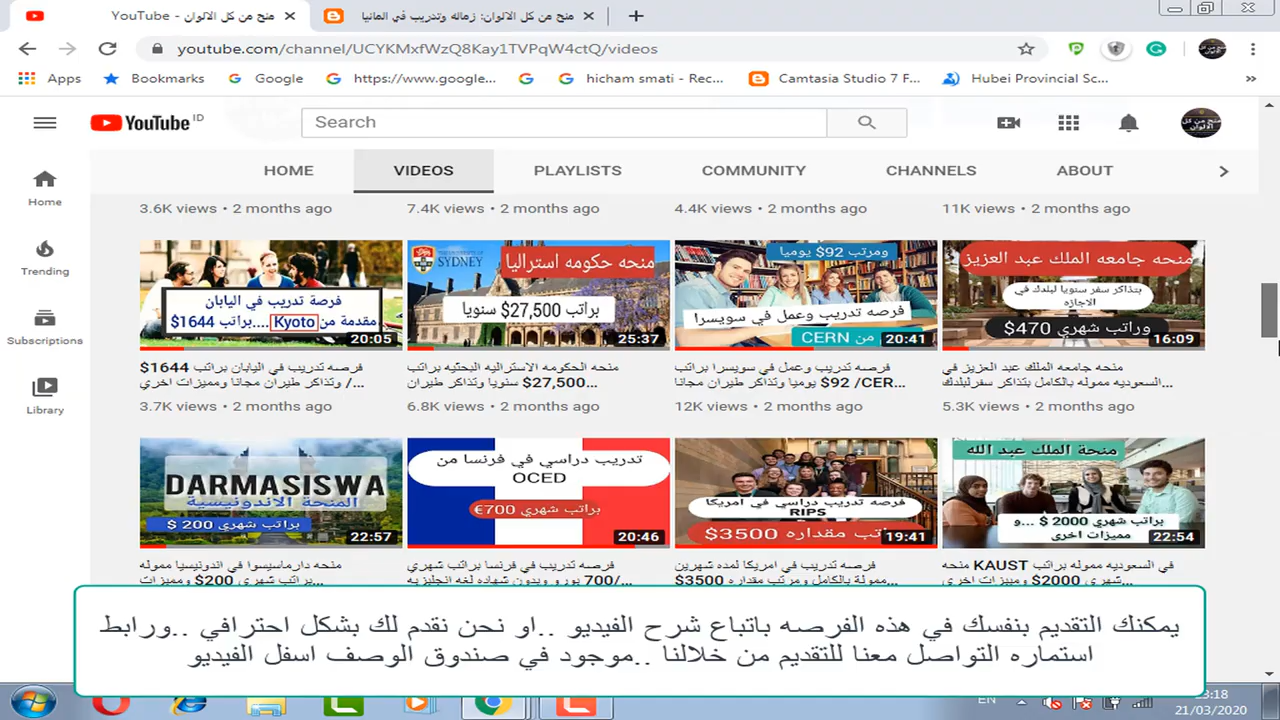 منح من كل الالوان - YouTube
منح من كل الالوان: زمالة وتدريب في المانيا
youtube.com/channel/UCYKMxfWzQ8Kay1TVPqW4ctQ/videos
Apps Bookmarks Google https://www.google... hicham smati - Rec... Camtasia Studio 7 F... Hubei Provincial Sc... »
YouTube ID
Search
HOME VIDEOS PLAYLISTS COMMUNITY CHANNELS ABOUT
Home
Trending
Subscriptions
Library
3.6K views • 2 months ago
7.4K views • 2 months ago
4.4K views • 2 months ago
11K views • 2 months ago
فرصة تدريب في اليابان
مقدمة من Kyoto....براتب $1644
20:05
THE UNIVERSITY OF
SYDNEY
منحه حكومه استراليا
براتب $27,500 سنويا
25:37
ومرتب $92 يوميا
فرصه تدريب وعمل في سويسرا
من CERN
20:41
منحه جامعه الملك عبد العزيز
بتذاكر سفر سنويا لبلدك في
الاجازه
وراتب شهري $470
16:09
فرصه تدريب في اليابان براتب $1644
/ وتذاكر طيران مجانا ومميزات اخري
3.7K views • 2 months ago
منحه الحكومه الاستراليه البحثيه براتب
$27,500 سنويا وتذاكر طيران...
6.8K views • 2 months ago
فرصه تدريب وعمل في سويسرا براتب
$92 يوميا وتذاكر طيران مجانا /CERN...
12K views • 2 months ago
منحه جامعه الملك عبد العزيز في
السعوديه مموله بالكامل بتذاكر سفرلبلدك...
5.3K views • 2 months ago
DARMASISWA
المنحة الاندونيسية
براتب شهري 200 $
22:57
تدريب دراسي في فرنسا من
OCED
براتب شهري 700€
20:46
فرصه تدريب دراسي في امريكا
RIPS
راتب مقداره $3500
19:41
منحة الملك عبد الله
براتب شهري 2000 $ ...و
مميزات اخرى
22:54
منحه دارماسيسوا في اندونيسيا مموله
براتب شهري $200 ومميزات
فرصه تدريب في فرنسا براتب شهري
700/ يورو وبدون شهاده لغه انجليزيه...
فرصه تدريب في امريكا لمده شهرين
مموله بالكامل ومرتب مقداره $3500
منحه KAUST في السعوديه مموله براتب
شهري $2000 ومميزات اخري
يمكنك التقديم بنفسك في هذه الفرصه باتباع شرح الفيديو ..او نحن نقدم لك بشكل احترافي ..ورابط
استماره التواصل معنا للتقديم من خلالنا ..موجود في صندوق الوصف اسفل الفيديو
EN
23:18
21/03/2020